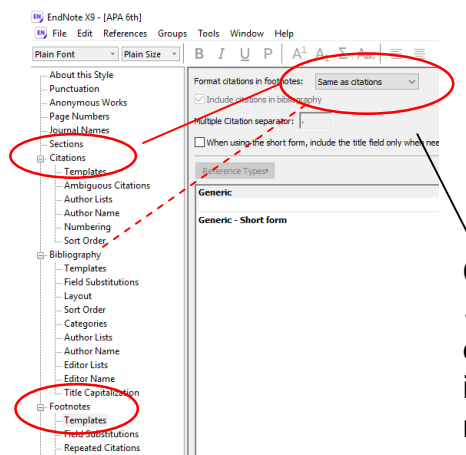 EndNote X9 - [APA 6th]
File Edit References Groups Tools Window Help
Plain Font Plain Size B I U P A1 A1 Σ Abc
About this Style
Punctuation
Anonymous Works
Page Numbers
Journal Names
Sections
Citations
Templates
Ambiguous Citations
Author Lists
Author Name
Numbering
Sort Order
Bibliography
Templates
Field Substitutions
Layout
Sort Order
Categories
Author Lists
Author Name
Editor Lists
Editor Name
Title Capitalization
Footnotes
Templates
Field Substitutions
Repeated Citations
Format citations in footnotes: Same as citations
Include citations in bibliography
Multiple Citation separator: ,
When using the short form, include the title field only when nee
Reference Types
Generic
Generic - Short form